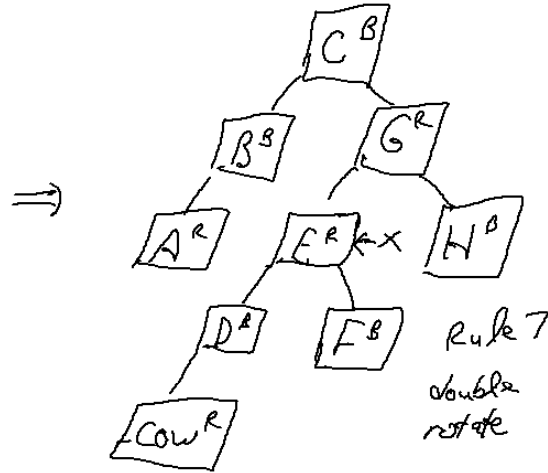 C B
B B
G R
⇒
A R
E R ← x
H B
D B
F B
Rule 7
COW R
double
rotate